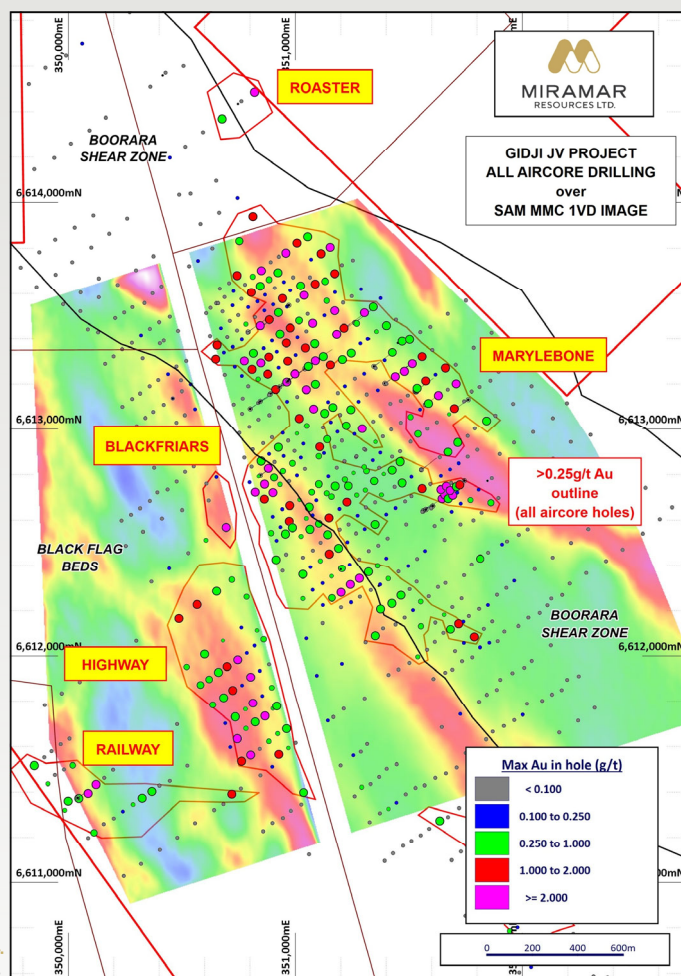 350,000mE
351,000mE
ROASTER
MIRAMAR
RESOURCES LTD.
BOORARA
SHEAR ZONE
GIDJI JV PROJECT
ALL AIRCORE DRILLING
over
SAM MMC 1VD IMAGE
6,614,000mN
MARYLEBONE
6,613,000mN
6,613,000mN
BLACKFRIARS
>0.25g/t Au
outline
(all aircore holes)
BLACK FLAG
BEDS
BOORARA
SHEAR ZONE
6,612,000mN
6,612,000mN
HIGHWAY
RAILWAY
Max Au in hole (g/t)
< 0.100
0.100 to 0.250
0.250 to 1.000
1.000 to 2.000
>= 2.000
6,611,000mN
0 200 400 600m
350,000mE
351,000mE